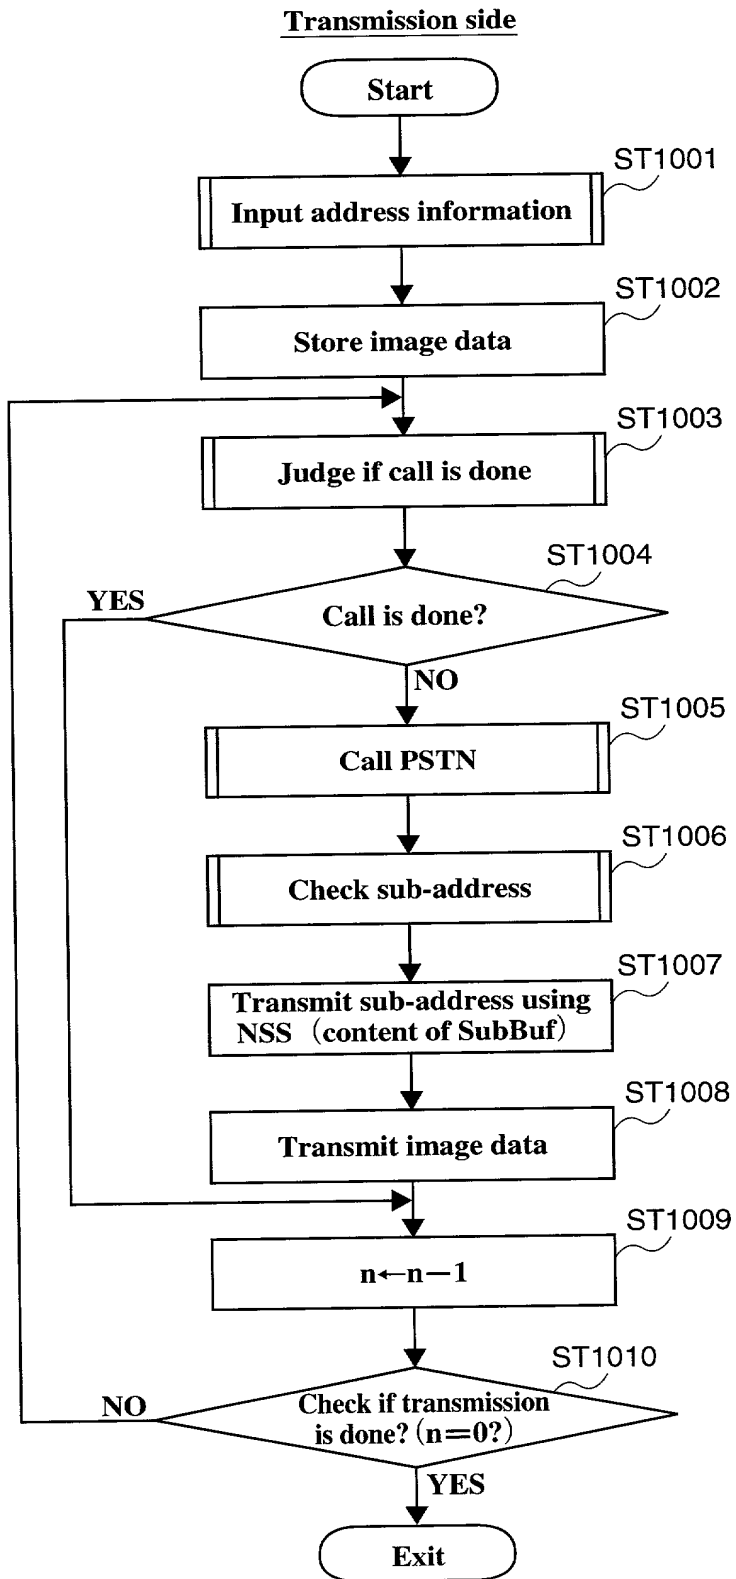 Transmission side
Start
ST1001
Input address information
ST1002
Store image data
ST1003
Judge if call is done
ST1004
YES
Call is done?
NO
ST1005
Call PSTN
ST1006
Check sub-address
ST1007
Transmit sub-address using
NSS (content of SubBuf)
ST1008
Transmit image data
ST1009
n←n−1
ST1010
NO
Check if transmission
is done? (n=0?)
YES
Exit